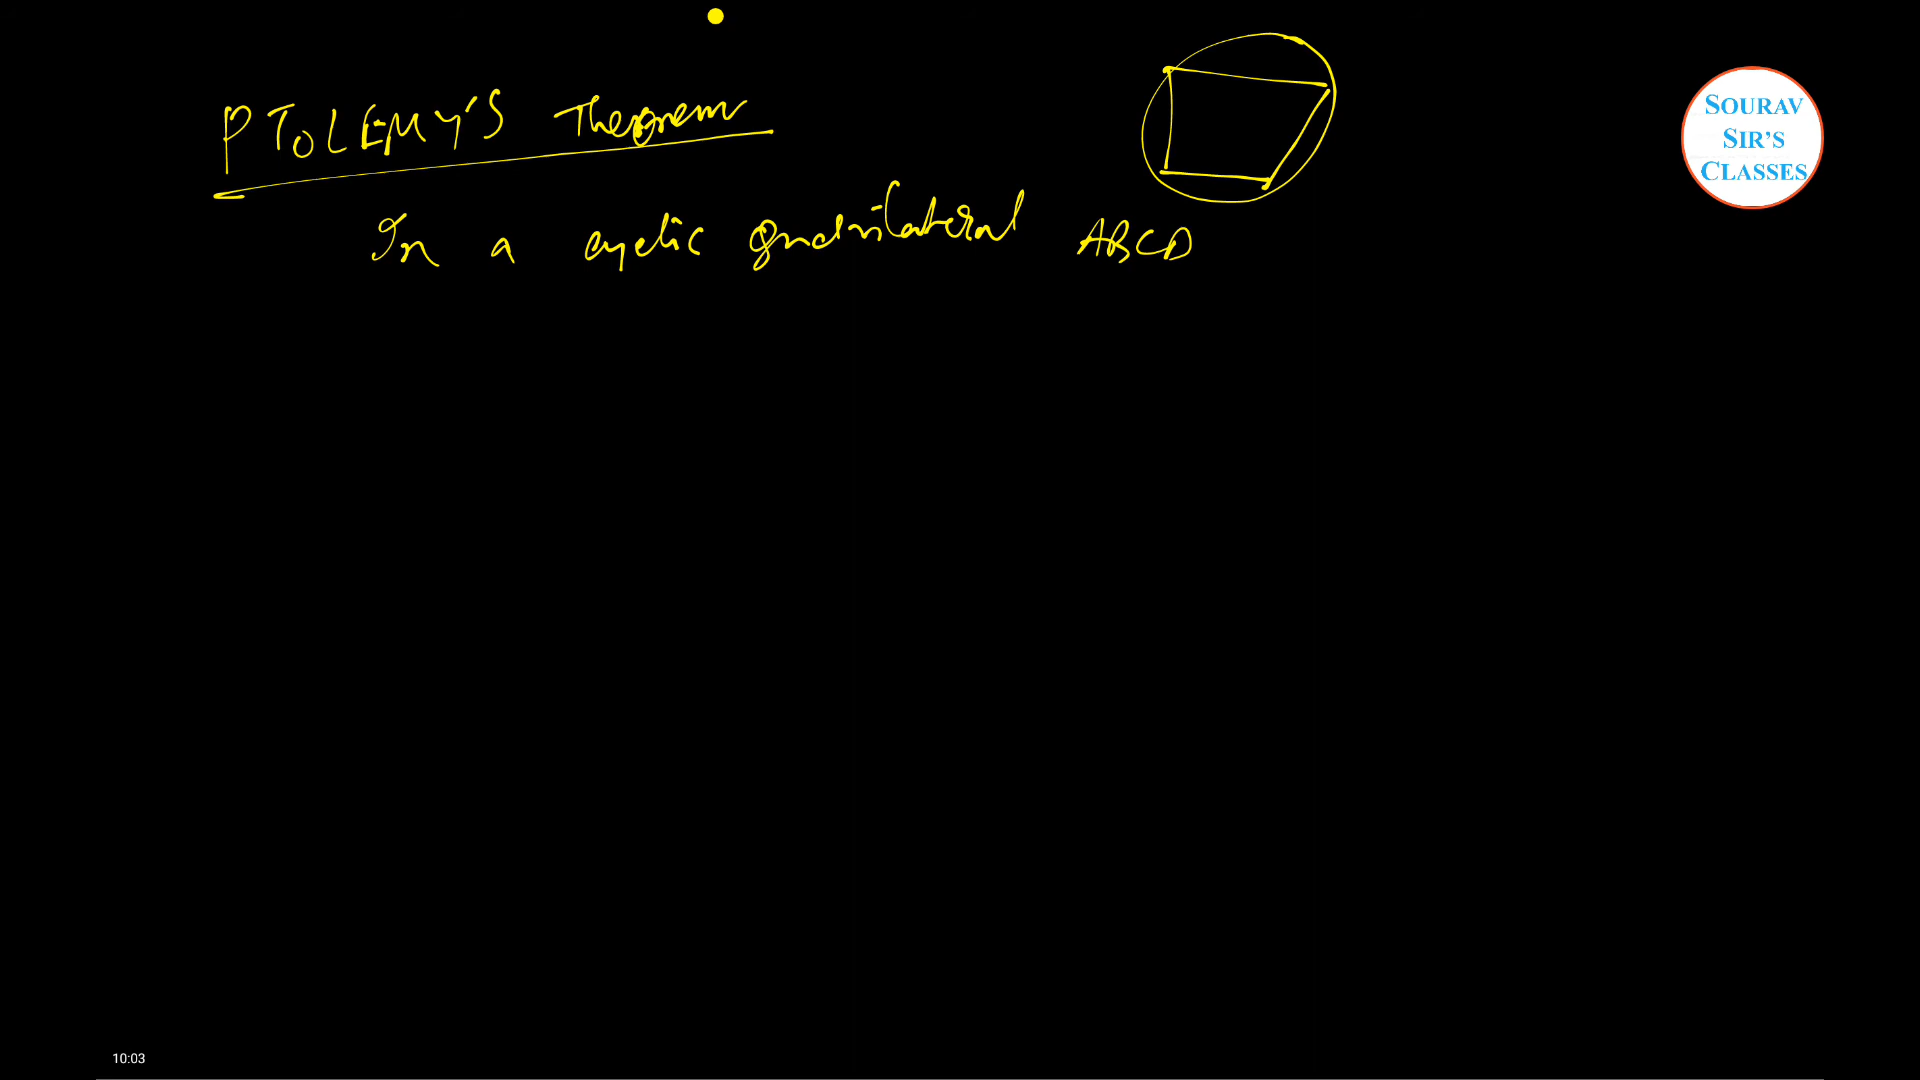 PTOLEMY'S Theorem
In a cyclic quadrilateral ABCD
SOURAV
SIR'S
CLASSES
10:03